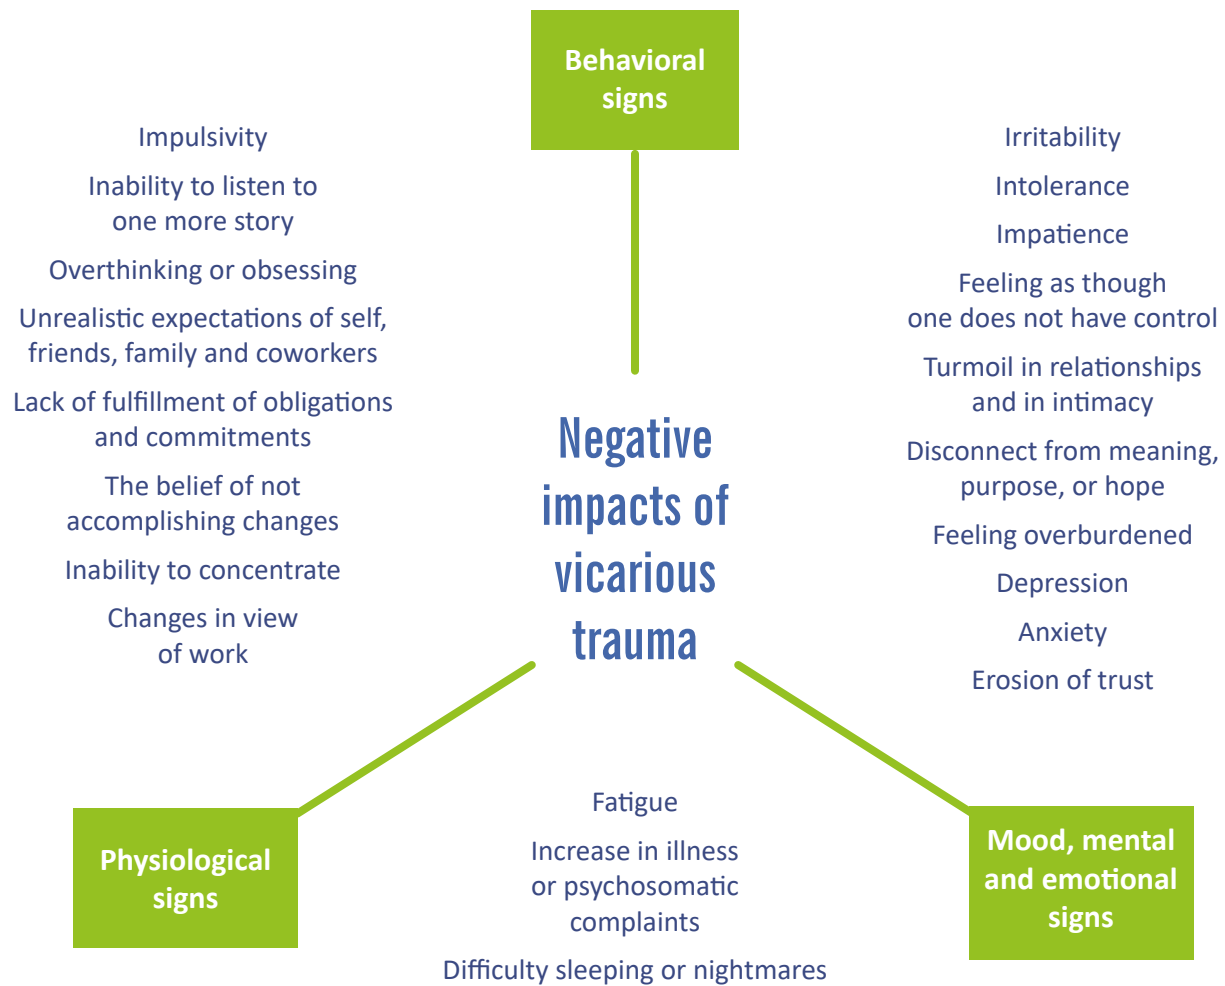 Behavioral
signs
Impulsivity
Inability to listen to
one more story
Overthinking or obsessing
Unrealistic expectations of self,
friends, family and coworkers
Lack of fulfillment of obligations
and commitments
The belief of not
accomplishing changes
Inability to concentrate
Changes in view
of work
Negative
impacts of
vicarious
trauma
Irritability
Intolerance
Impatience
Feeling as though
one does not have control
Turmoil in relationships
and in intimacy
Disconnect from meaning,
purpose, or hope
Feeling overburdened
Depression
Anxiety
Erosion of trust
Physiological
signs
Fatigue
Increase in illness
or psychosomatic
complaints
Difficulty sleeping or nightmares
Mood, mental
and emotional
signs